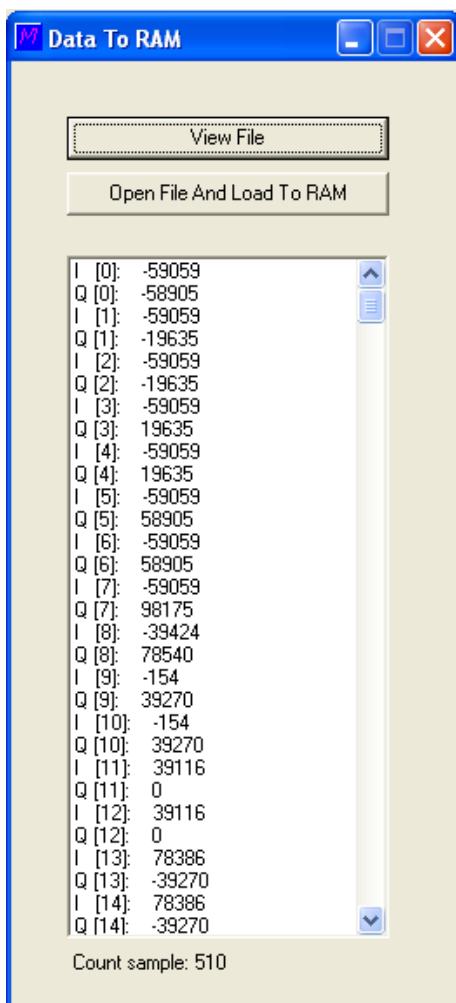 Data To RAM
View File
Open File And Load To RAM
I [0]: -59059
Q [0]: -58905
I [1]: -59059
Q [1]: -19635
I [2]: -59059
Q [2]: -19635
I [3]: -59059
Q [3]: 19635
I [4]: -59059
Q [4]: 19635
I [5]: -59059
Q [5]: 58905
I [6]: -59059
Q [6]: 58905
I [7]: -59059
Q [7]: 98175
I [8]: -39424
Q [8]: 78540
I [9]: -154
Q [9]: 39270
I [10]: -154
Q [10]: 39270
I [11]: 39116
Q [11]: 0
I [12]: 39116
Q [12]: 0
I [13]: 78386
Q [13]: -39270
I [14]: 78386
Q [14]: -39270
Count sample: 510